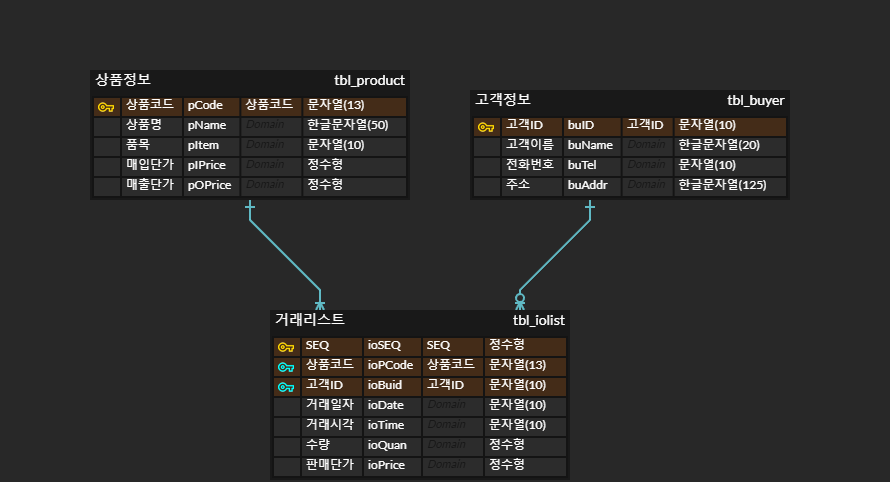 상품정보 tbl_product
상품코드 pCode 상품코드 문자열(13)
상품명 pName Domain 한글문자열(50)
품목 pItem Domain 문자열(10)
매입단가 pIPrice Domain 정수형
매출단가 pOPrice Domain 정수형
고객정보 tbl_buyer
고객ID buID 고객ID 문자열(10)
고객이름 buName Domain 한글문자열(20)
전화번호 buTel Domain 문자열(10)
주소 buAddr Domain 한글문자열(125)
거래리스트 tbl_iolist
SEQ ioSEQ SEQ 정수형
상품코드 ioPCode 상품코드 문자열(13)
고객ID ioBuid 고객ID 문자열(10)
거래일자 ioDate Domain 문자열(10)
거래시각 ioTime Domain 문자열(10)
수량 ioQuan Domain 정수형
판매단가 ioPrice Domain 정수형